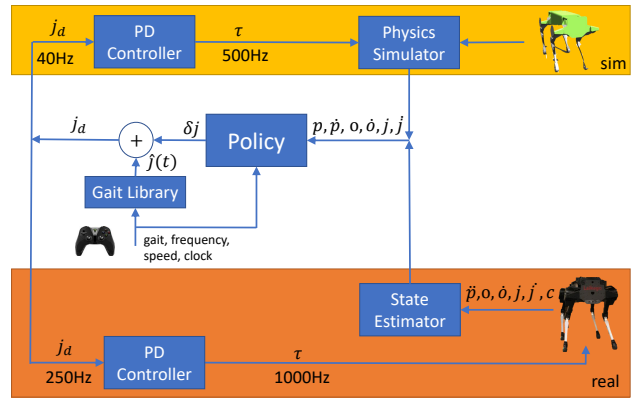 j_d
40Hz
PD
Controller
τ
500Hz
Physics
Simulator
sim
j_d
+
δj
Policy
p, ṗ, o, ȯ, j, j̇
ĵ(t)
Gait Library
gait, frequency,
speed, clock
State
Estimator
p̈,o, ȯ, j, j̇ , c
j_d
250Hz
PD
Controller
τ
1000Hz
real